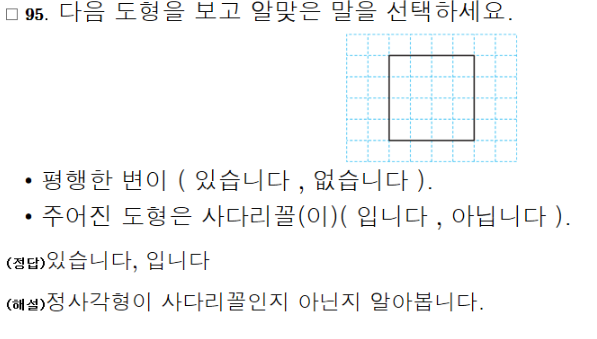 □ 95. 다음 도형을 보고 알맞은 말을 선택하세요.
• 평행한 변이 ( 있습니다 , 없습니다 ).
• 주어진 도형은 사다리꼴(이)( 입니다 , 아닙니다 ).
(정답)있습니다, 입니다
(해설)정사각형이 사다리꼴인지 아닌지 알아봅니다.